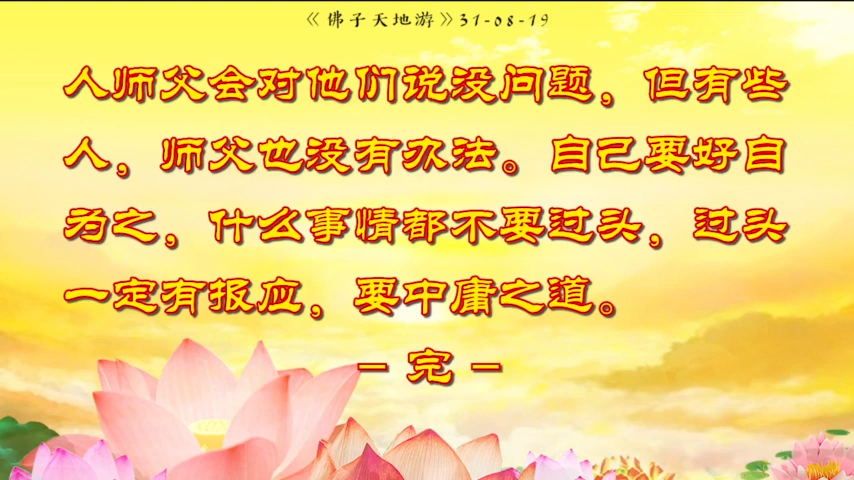 《佛子天地游》31-08-19
人师父会对他们说没问题，但有些
人，师父也没有办法。自己要好自
为之，什么事情都不要过头，过头
一定有报应，要中庸之道。
- 完 -